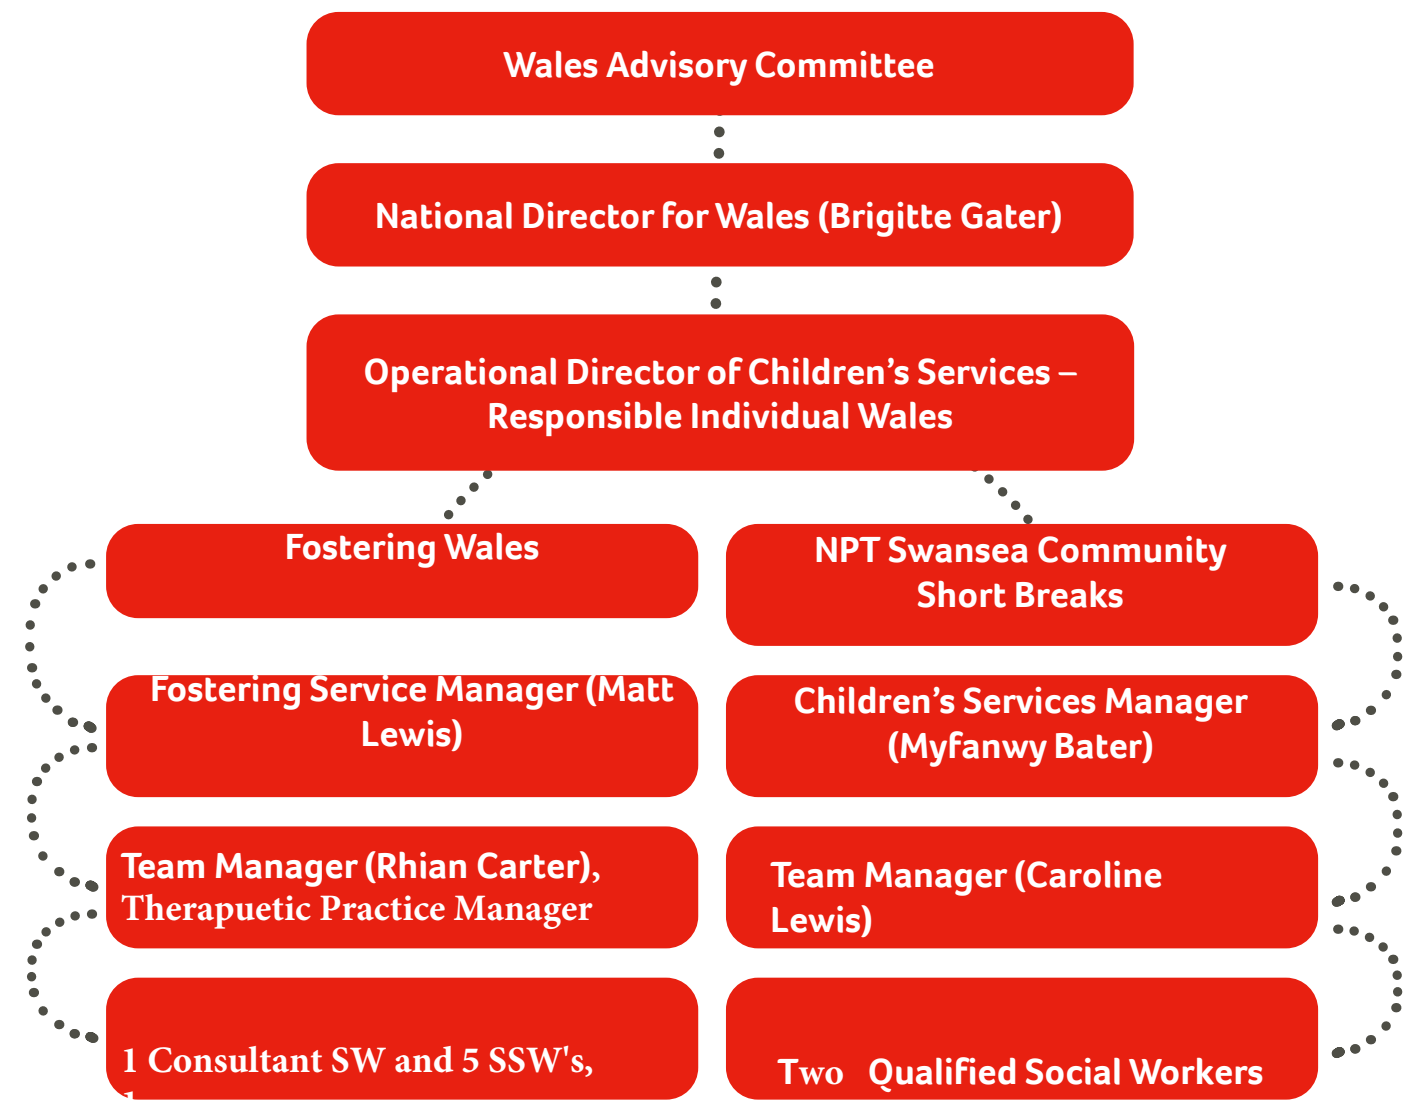 Wales Advisory Committee
National Director for Wales (Brigitte Gater)
Operational Director of Children’s Services –
Responsible Individual Wales
Fostering Wales
Fostering Service Manager (Matt
Lewis)
Team Manager (Rhian Carter),
Therapuetic Practice Manager
1 Consultant SW and 5 SSW's,
NPT Swansea Community
Short Breaks
Children’s Services Manager
(Myfanwy Bater)
Team Manager (Caroline
Lewis)
Two Qualified Social Workers